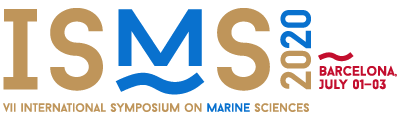 ISMS 2020
BARCELONA,
JULY 01–03
VII INTERNATIONAL SYMPOSIUM ON MARINE SCIENCES